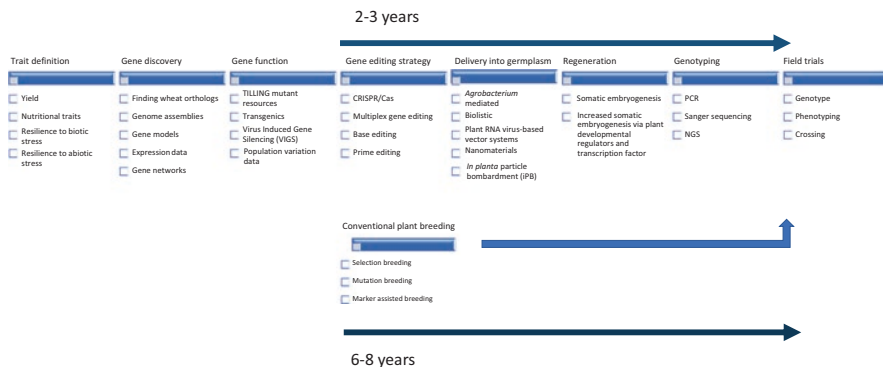 2-3 years
Trait definition
Yield
Nutritional traits
Resilience to biotic
stress
Resilience to abiotic
stress
Gene discovery
Finding wheat orthologs
Genome assemblies
Gene models
Expression data
Gene networks
Gene function
TILLING mutant
resources
Transgenics
Virus Induced Gene
Silencing (VIGS)
Population variation
data
Gene editing strategy
CRISPR/Cas
Multiplex gene editing
Base editing
Prime editing
Delivery into germplasm
Agrobacterium
mediated
Biolistic
Plant RNA virus-based
vector systems
Nanomaterials
In planta particle
bombardment (iPB)
Regeneration
Somatic embryogenesis
Increased somatic
embryogenesis via plant
developmental
regulators and
transcription factor
Genotyping
PCR
Sanger sequencing
NGS
Field trials
Genotype
Phenotyping
Crossing
Conventional plant breeding
Selection breeding
Mutation breeding
Marker assisted breeding
6-8 years